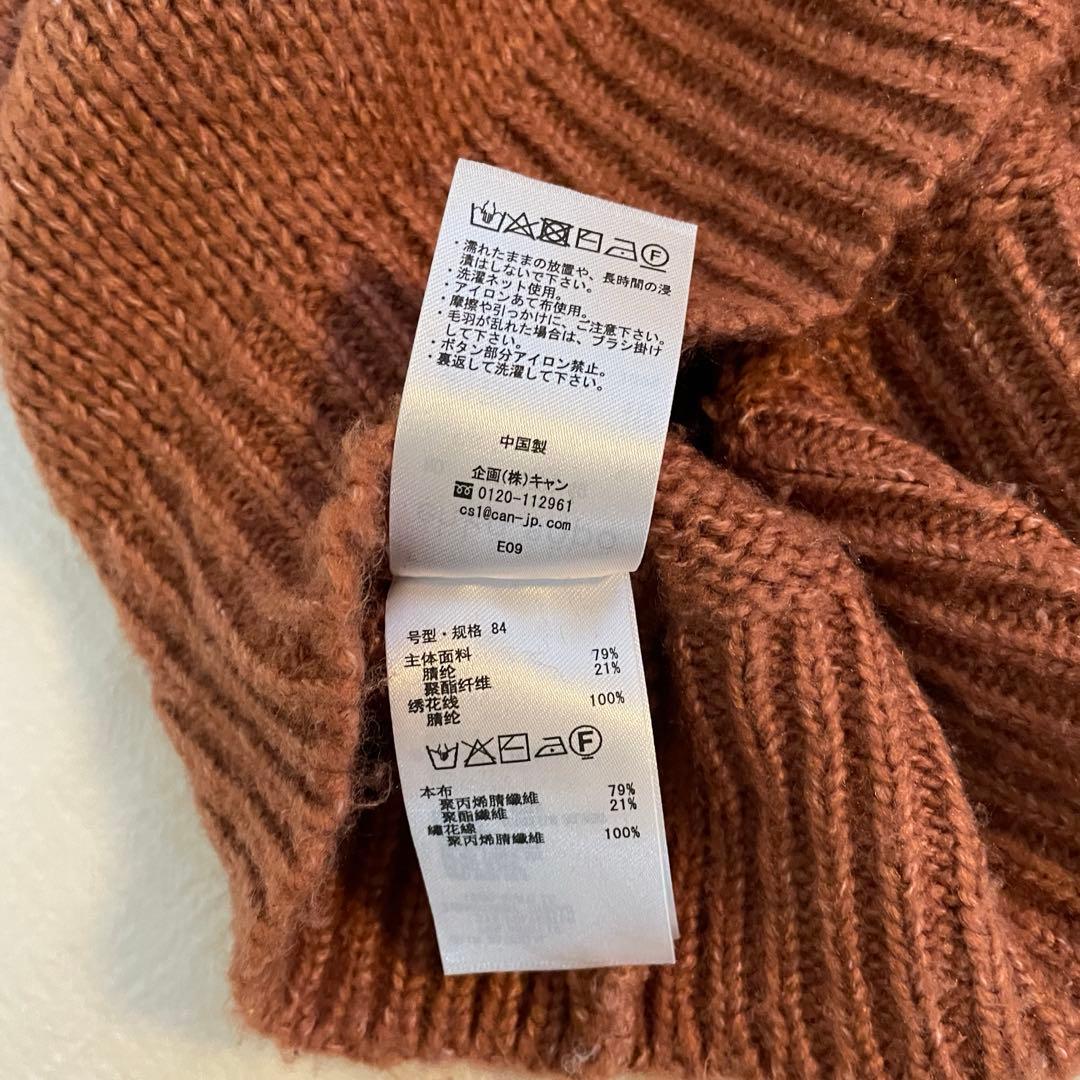 ・濡れたままの放置や、長時間の浸
漬はしないで下さい。
・洗濯ネット使用。
・アイロンあて布使用。
・摩擦や引っかけに、ご注意下さい。
・毛羽が乱れた場合は、ブラシ掛け
して下さい。
・ボタン部分アイロン禁止。
・裏返して洗濯して下さい。
中国製
企画(株)キャン
0120-112961
cs1@can-jp.com
E09
号型・规格 84
主体面料
腈纶 79%
聚酯纤维 21%
绣花线
腈纶 100%
F
本布
聚丙烯腈纖維 79%
聚酯纖維 21%
繡花線
聚丙烯腈纖維 100%